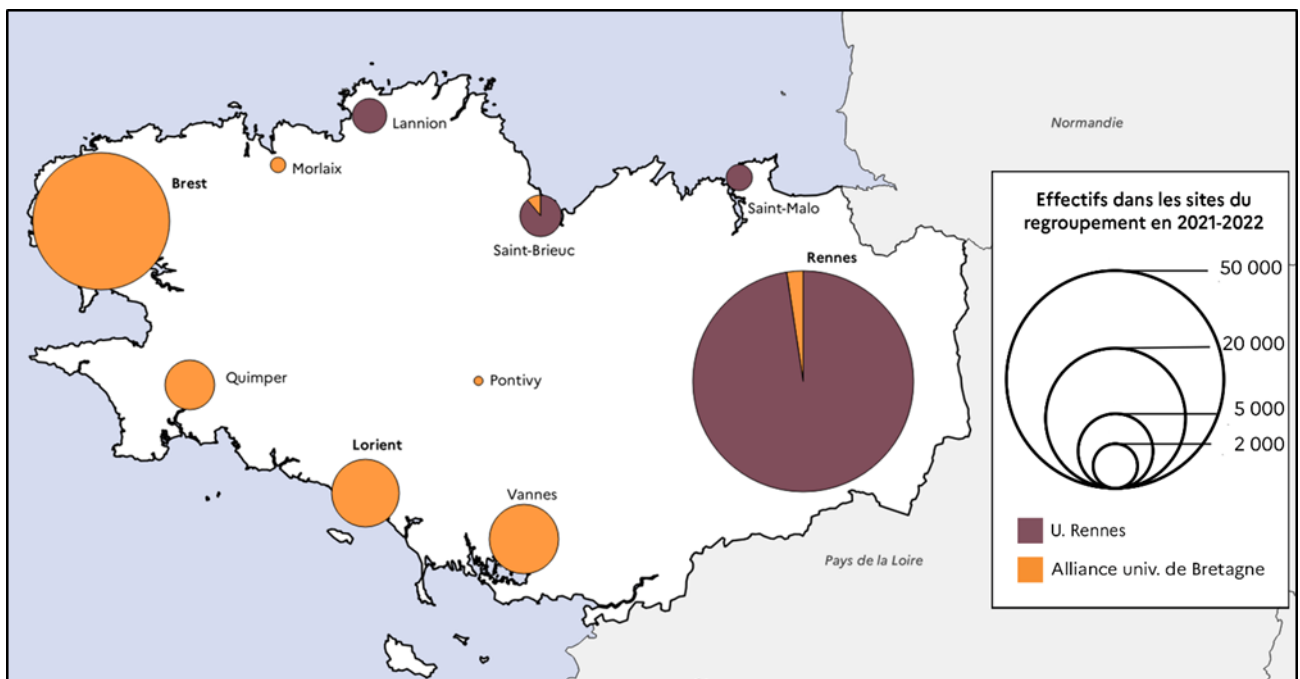 Normandie
Lannion
Morlaix
Brest
Saint-Malo
Saint-Brieuc
Rennes
Quimper
Pontivy
Lorient
Vannes
Pays de la Loire
Effectifs dans les sites du
regroupement en 2021-2022
50 000
20 000
5 000
2 000
U. Rennes
Alliance univ. de Bretagne